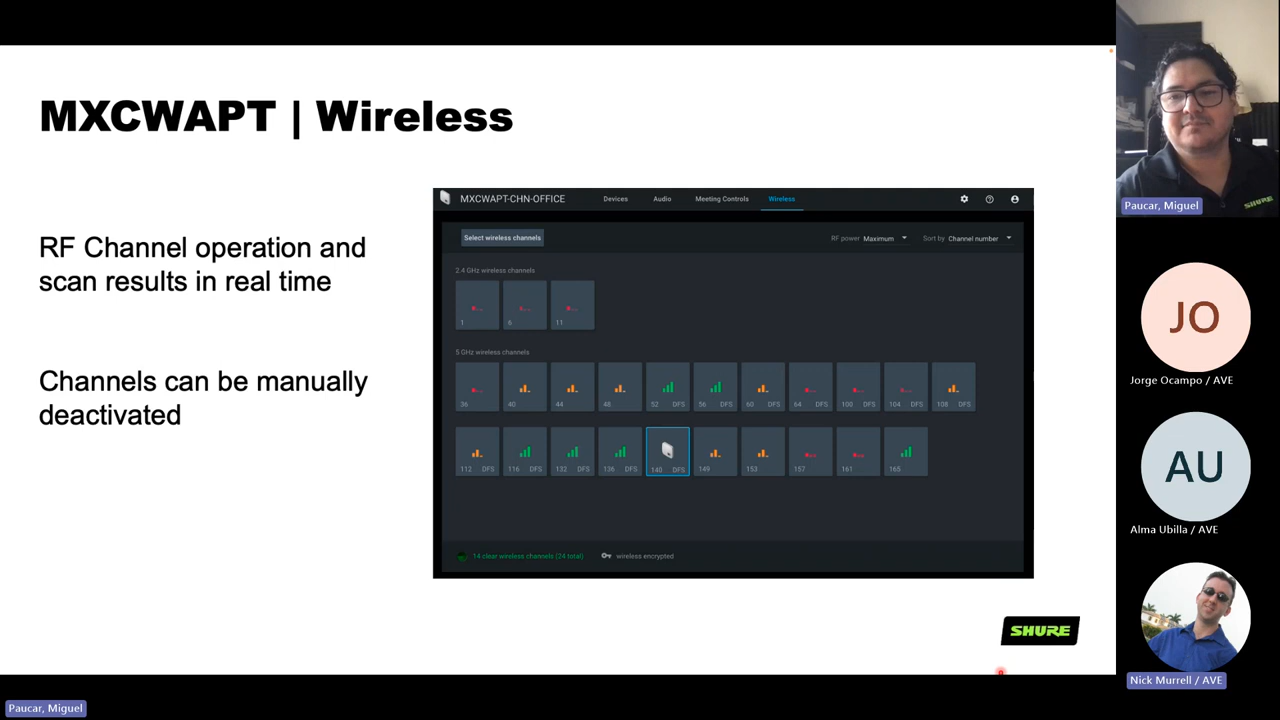 MXCWAPT | Wireless
RF Channel operation and
scan results in real time
Channels can be manually
deactivated
MXCWAPT-CHN-OFFICE
Devices
Audio
Meeting Controls
Wireless
Select wireless channels
RF power Maximum
Sort by Channel number
2.4 GHz wireless channels
1 6 11
5 GHz wireless channels
36 40 44 48 52 DFS 56 DFS 60 DFS 64 DFS 100 DFS 104 DFS 108 DFS
112 DFS 116 DFS 132 DFS 136 DFS 140 DFS 149 153 157 161 165
14 clear wireless channels (24 total)
wireless encrypted
SHURE
SHURE
Paucar, Miguel
JO
Jorge Ocampo / AVE
AU
Alma Ubilla / AVE
Nick Murrell / AVE
Paucar, Miguel